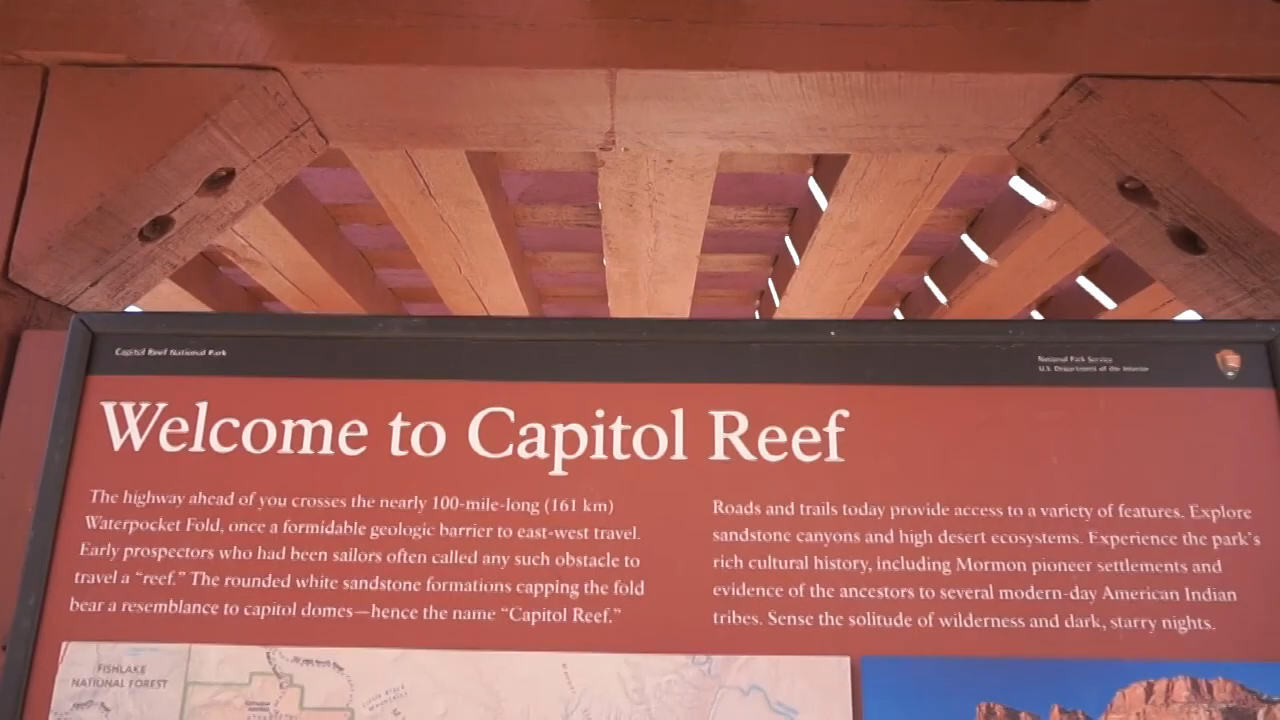 Capitol Reef National Park
National Park Service
U.S. Department of the Interior
Welcome to Capitol Reef
The highway ahead of you crosses the nearly 100-mile-long (161 km)
Waterpocket Fold, once a formidable geologic barrier to east-west travel.
Early prospectors who had been sailors often called any such obstacle to
travel a “reef.” The rounded white sandstone formations capping the fold
bear a resemblance to capitol domes—hence the name “Capitol Reef.”
Roads and trails today provide access to a variety of features. Explore
sandstone canyons and high desert ecosystems. Experience the park's
rich cultural history, including Mormon pioneer settlements and
evidence of the ancestors to several modern-day American Indian
tribes. Sense the solitude of wilderness and dark, starry nights.
FISHLAKE
NATIONAL FOREST